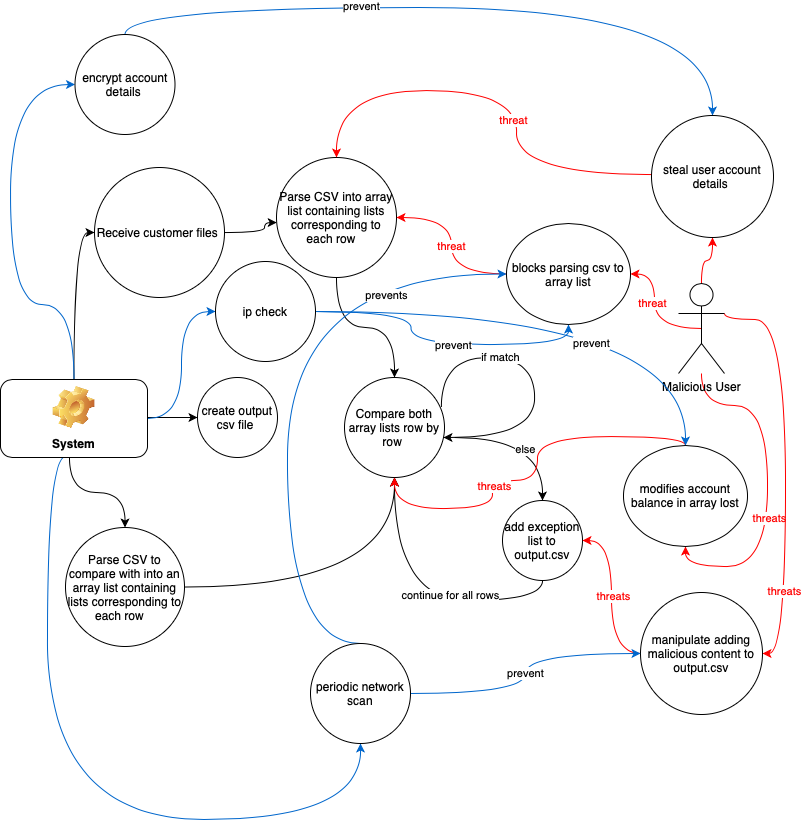 prevent
encrypt account
details
threat
steal user account
details
Parse CSV into array
list containing lists
corresponding to
each row
Receive customer files
threat
blocks parsing csv to
array list
prevents
threat
ip check
prevent
prevent
if match
Malicious User
create output
csv file
Compare both
array lists row by
row
System
else
threats
modifies account
balance in array lost
threats
add exception
list to
output.csv
Parse CSV to
compare with into an
array list containing
lists corresponding to
each row
continue for all rows
threats
threats
manipulate adding
malicious content to
output.csv
prevent
periodic network
scan